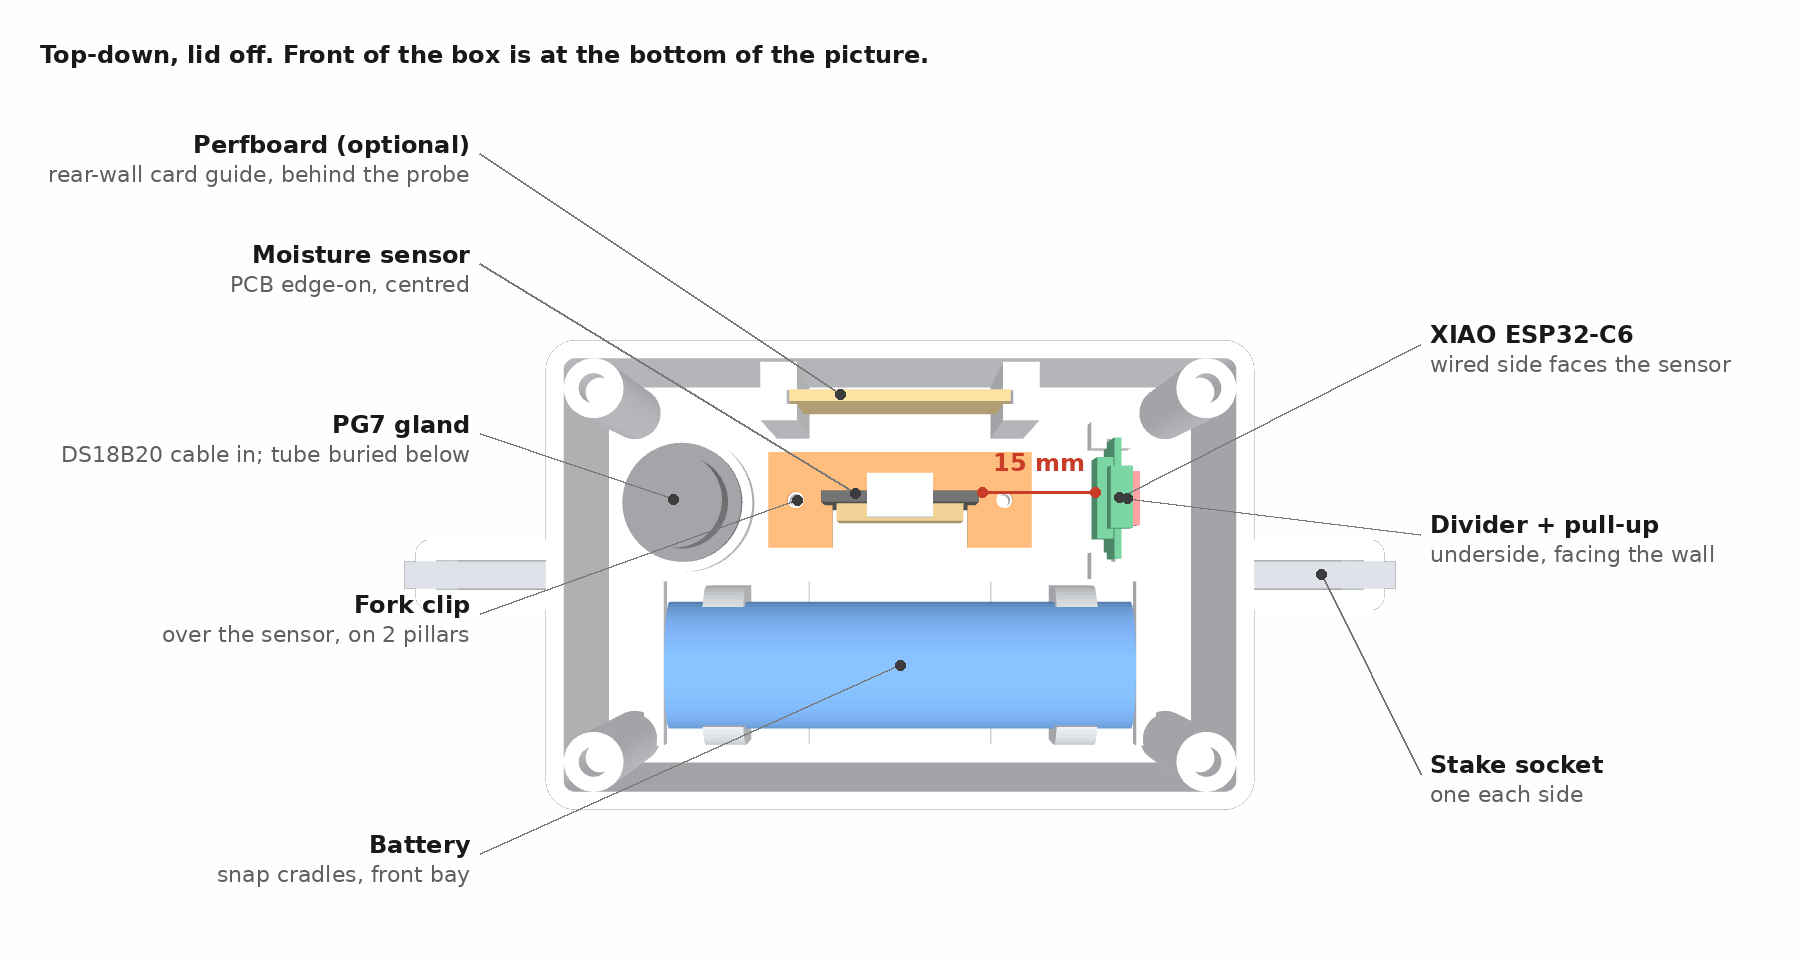 Top-down, lid off. Front of the box is at the bottom of the picture.
Perfboard (optional)
rear-wall card guide, behind the probe
Moisture sensor
PCB edge-on, centred
XIAO ESP32-C6
wired side faces the sensor
PG7 gland
DS18B20 cable in; tube buried below
15 mm
Divider + pull-up
underside, facing the wall
Fork clip
over the sensor, on 2 pillars
Stake socket
one each side
Battery
snap cradles, front bay